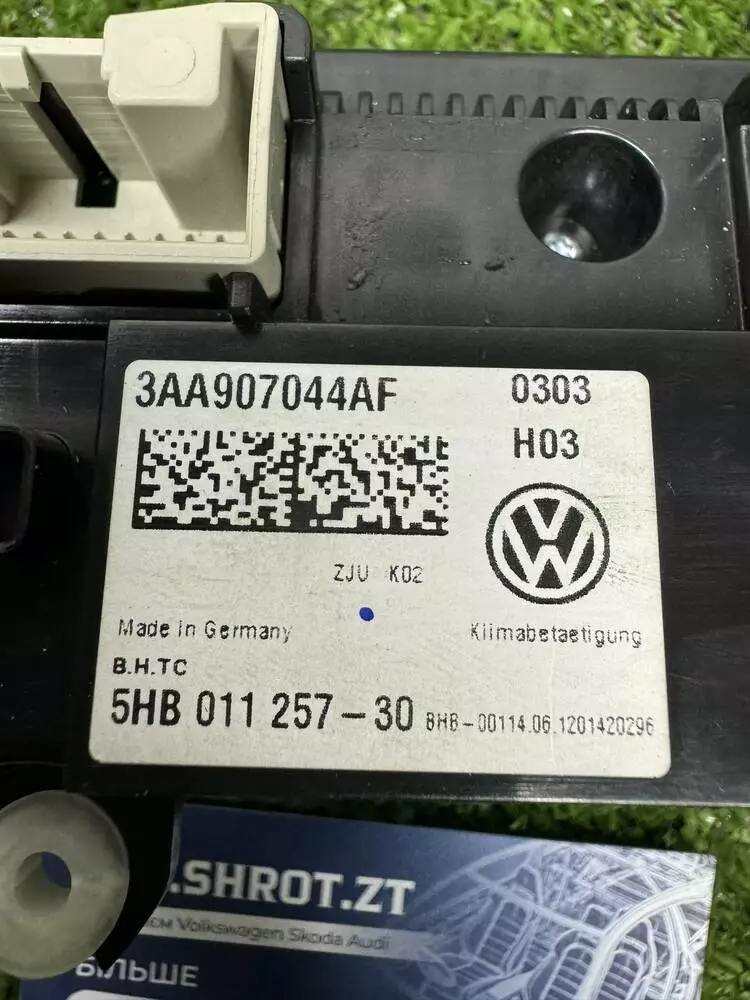 3AA907044AF 0303
H03
ZJU K02
Made in Germany Klimabetaetigung
B.H.TC
5HB 011 257-30 BHB-00114.06.1201420296
.SHROT.ZT
Volkswagen Skoda Audi
БІЛЬШЕ